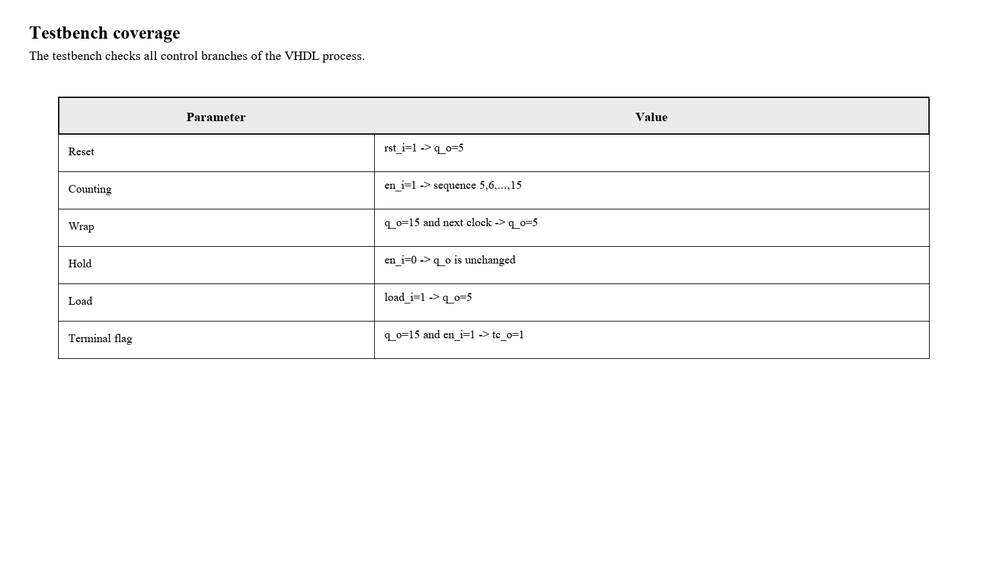 Testbench coverage
The testbench checks all control branches of the VHDL process.
Parameter Value
Reset rst_i=1 -> q_o=5
Counting en_i=1 -> sequence 5,6,...,15
Wrap q_o=15 and next clock -> q_o=5
Hold en_i=0 -> q_o is unchanged
Load load_i=1 -> q_o=5
Terminal flag q_o=15 and en_i=1 -> tc_o=1